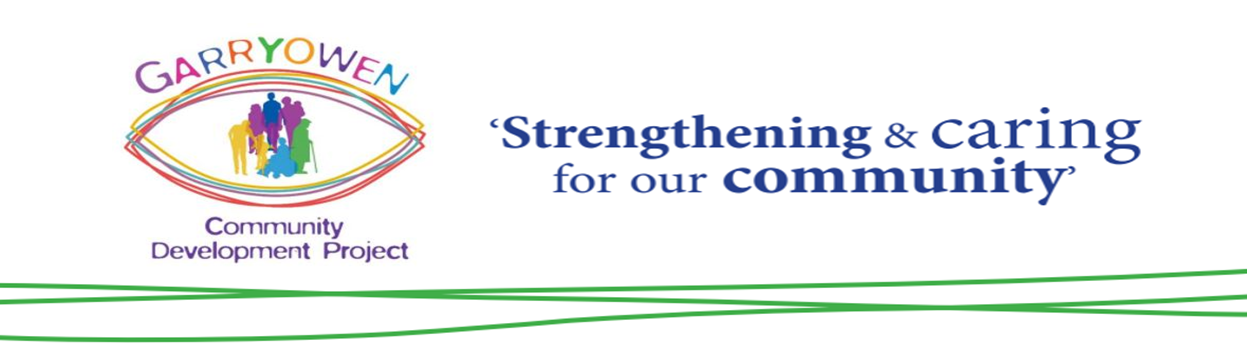 GARRYOWEN
Community
Development Project
‘Strengthening & caring
for our community’